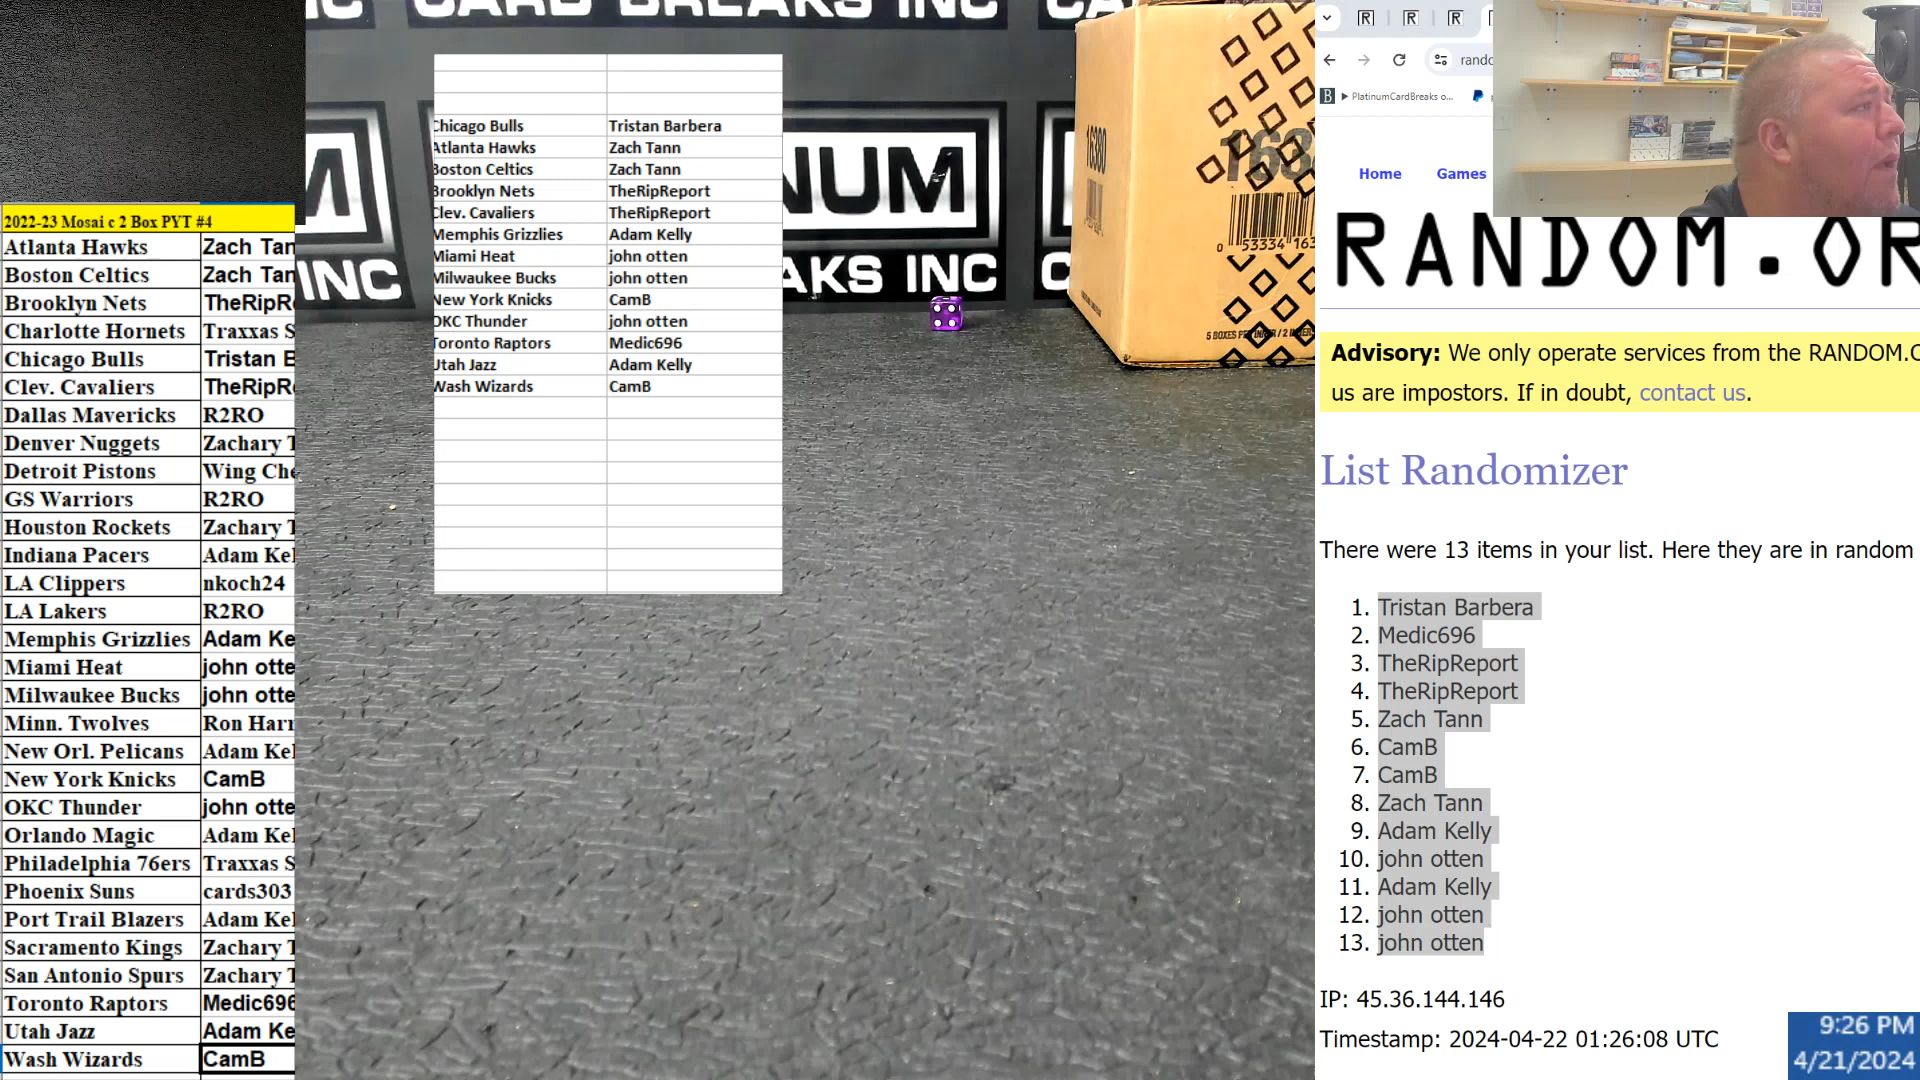 2022-23 Mosai c 2 Box PYT #4
Atlanta Hawks Zach Tan
Boston Celtics Zach Tan
Brooklyn Nets TheRipR
Charlotte Hornets Traxxas S
Chicago Bulls Tristan B
Clev. Cavaliers TheRipR
Dallas Mavericks R2RO
Denver Nuggets Zachary T
Detroit Pistons Wing Che
GS Warriors R2RO
Houston Rockets Zachary T
Indiana Pacers Adam Kel
LA Clippers nkoch24
LA Lakers R2RO
Memphis Grizzlies Adam Ke
Miami Heat john otte
Milwaukee Bucks john otte
Minn. Twolves Ron Harr
New Orl. Pelicans Adam Kel
New York Knicks CamB
OKC Thunder john otte
Orlando Magic Adam Kel
Philadelphia 76ers Traxxas S
Phoenix Suns cards303
Port Trail Blazers Adam Kel
Sacramento Kings Zachary T
San Antonio Spurs Zachary T
Toronto Raptors Medic696
Utah Jazz Adam Ke
Wash Wizards CamB
CARD BREAKS INC
Chicago Bulls Tristan Barbera
Atlanta Hawks Zach Tann
Boston Celtics Zach Tann
Brooklyn Nets TheRipReport
Clev. Cavaliers TheRipReport
Memphis Grizzlies Adam Kelly
Miami Heat john otten
Milwaukee Bucks john otten
New York Knicks CamB
OKC Thunder john otten
Toronto Raptors Medic696
Utah Jazz Adam Kelly
Wash Wizards CamB
NUM
AKS INC
INC
16380
0 53334 163
PlatinumCardBreaks o...
Home Games
RANDOM.OR
Advisory: We only operate services from the RANDOM.O
us are impostors. If in doubt, contact us.
List Randomizer
There were 13 items in your list. Here they are in random
1. Tristan Barbera
2. Medic696
3. TheRipReport
4. TheRipReport
5. Zach Tann
6. CamB
7. CamB
8. Zach Tann
9. Adam Kelly
10. john otten
11. Adam Kelly
12. john otten
13. john otten
IP: 45.36.144.146
Timestamp: 2024-04-22 01:26:08 UTC
9:26 PM
4/21/2024